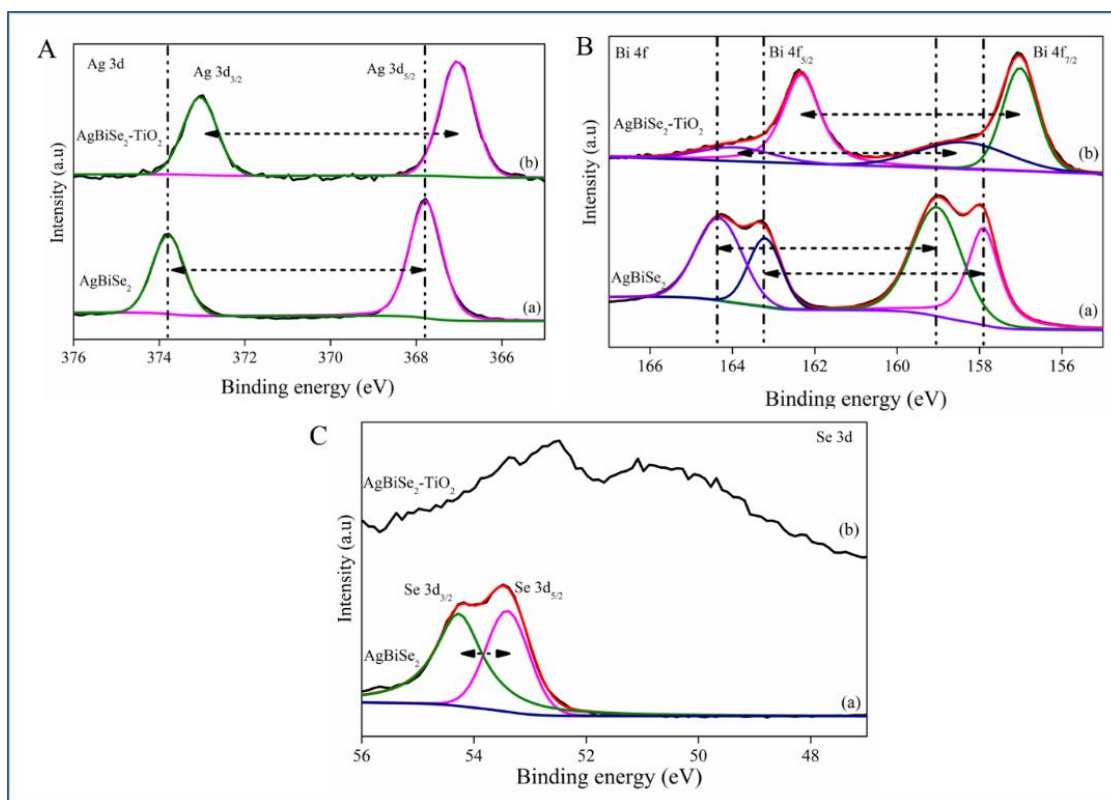 A
Ag 3d
Ag 3d3/2
Ag 3d5/2
AgBiSe2-TiO2
(b)
AgBiSe2
(a)
Intensity (a.u)
376 374 372 370 368 366
Binding energy (eV)
B
Bi 4f
Bi 4f5/2
Bi 4f7/2
AgBiSe2-TiO2
(b)
AgBiSe2
(a)
Intensity (a.u)
166 164 162 160 158 156
Binding energy (eV)
C
Se 3d
AgBiSe2-TiO2
(b)
Se 3d3/2
Se 3d5/2
AgBiSe2
(a)
Intensity (a.u)
56 54 52 50 48
Binding energy (eV)